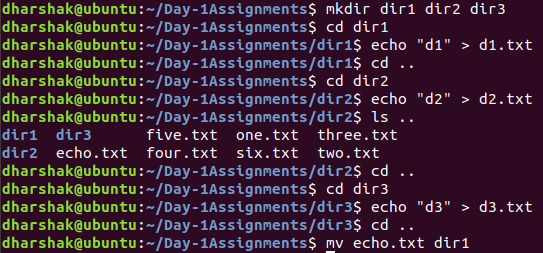 dharshak@ubuntu:~/Day-1Assignments$ mkdir dir1 dir2 dir3
dharshak@ubuntu:~/Day-1Assignments$ cd dir1
dharshak@ubuntu:~/Day-1Assignments/dir1$ echo "d1" > d1.txt
dharshak@ubuntu:~/Day-1Assignments/dir1$ cd ..
dharshak@ubuntu:~/Day-1Assignments$ cd dir2
dharshak@ubuntu:~/Day-1Assignments/dir2$ echo "d2" > d2.txt
dharshak@ubuntu:~/Day-1Assignments/dir2$ ls ..
dir1  dir3      five.txt  one.txt  three.txt
dir2  echo.txt  four.txt  six.txt  two.txt
dharshak@ubuntu:~/Day-1Assignments/dir2$ cd ..
dharshak@ubuntu:~/Day-1Assignments$ cd dir3
dharshak@ubuntu:~/Day-1Assignments/dir3$ echo "d3" > d3.txt
dharshak@ubuntu:~/Day-1Assignments/dir3$ cd ..
dharshak@ubuntu:~/Day-1Assignments$ mv echo.txt dir1